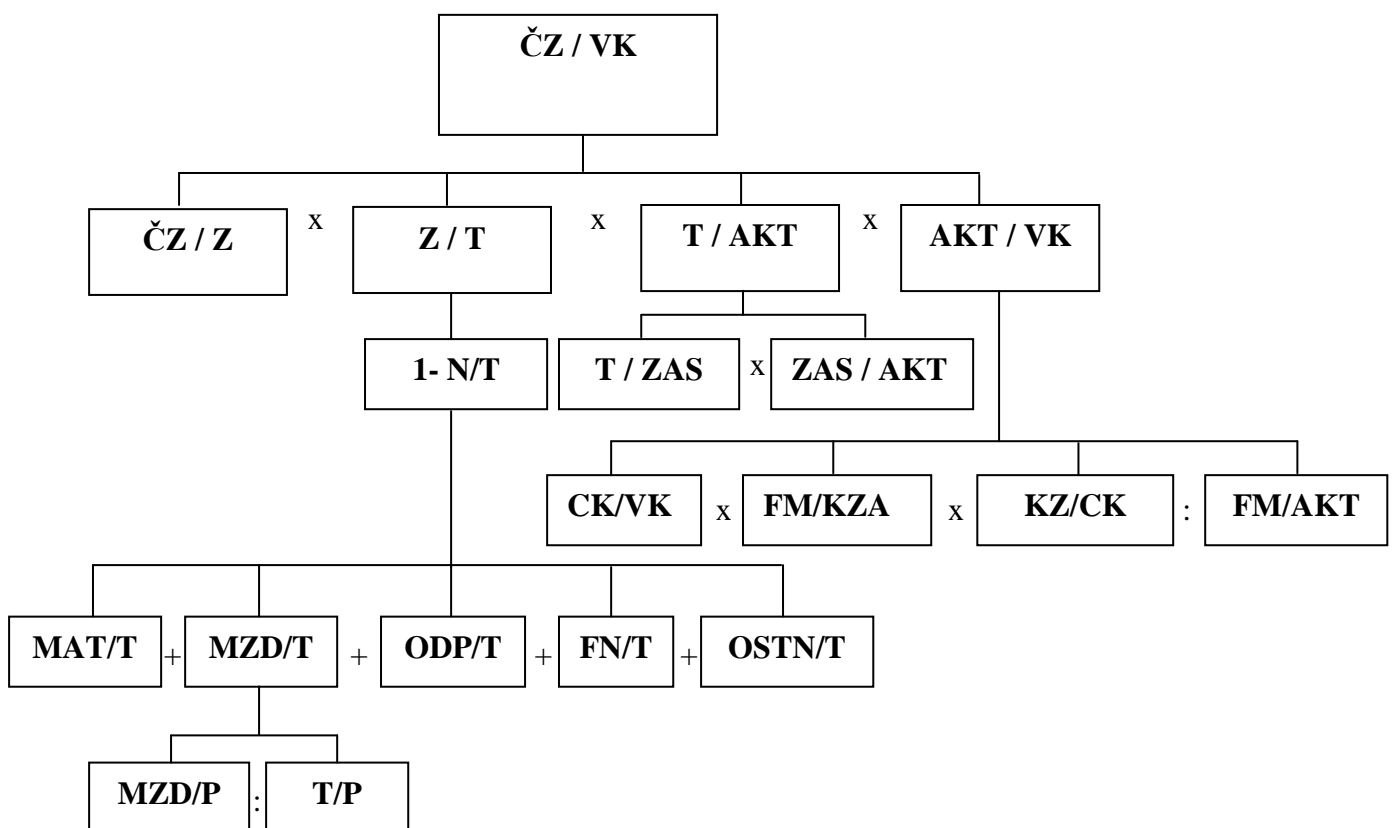 ČZ / VK
ČZ / Z x Z / T x T / AKT x AKT / VK
1- N/T T / ZAS x ZAS / AKT
CK/VK x FM/KZA x KZ/CK : FM/AKT
MAT/T + MZD/T + ODP/T + FN/T + OSTN/T
MZD/P : T/P